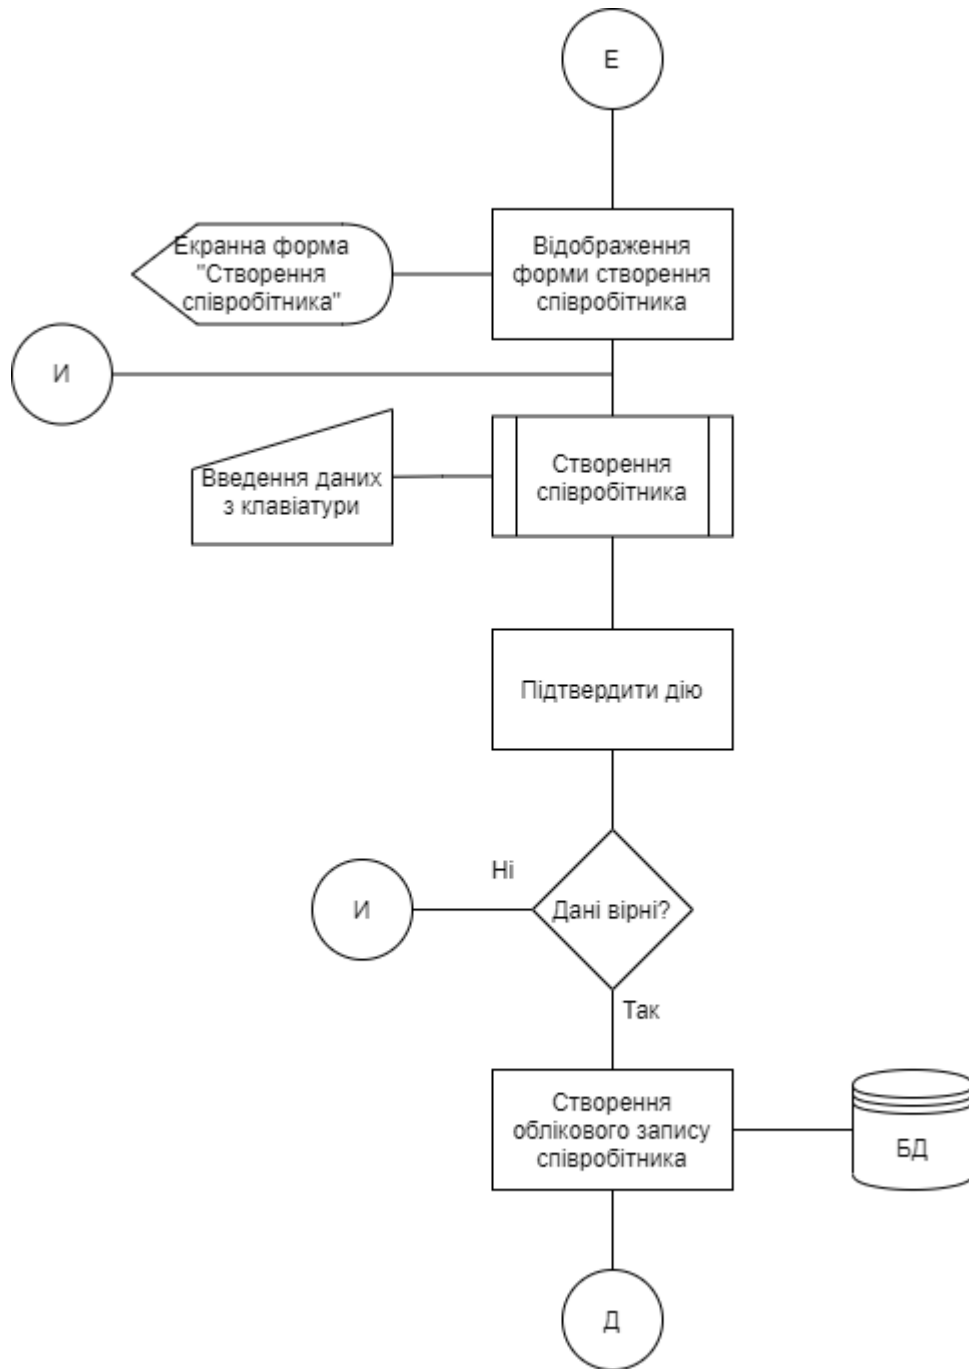 Е
Відображення
форми створення
співробітника
Екранна форма
"Створення
співробітника"
И
Створення
співробітника
Введення даних
з клавіатури
Підтвердити дію
Дані вірні?
Ні
И
Так
Створення
облікового запису
співробітника
БД
Д